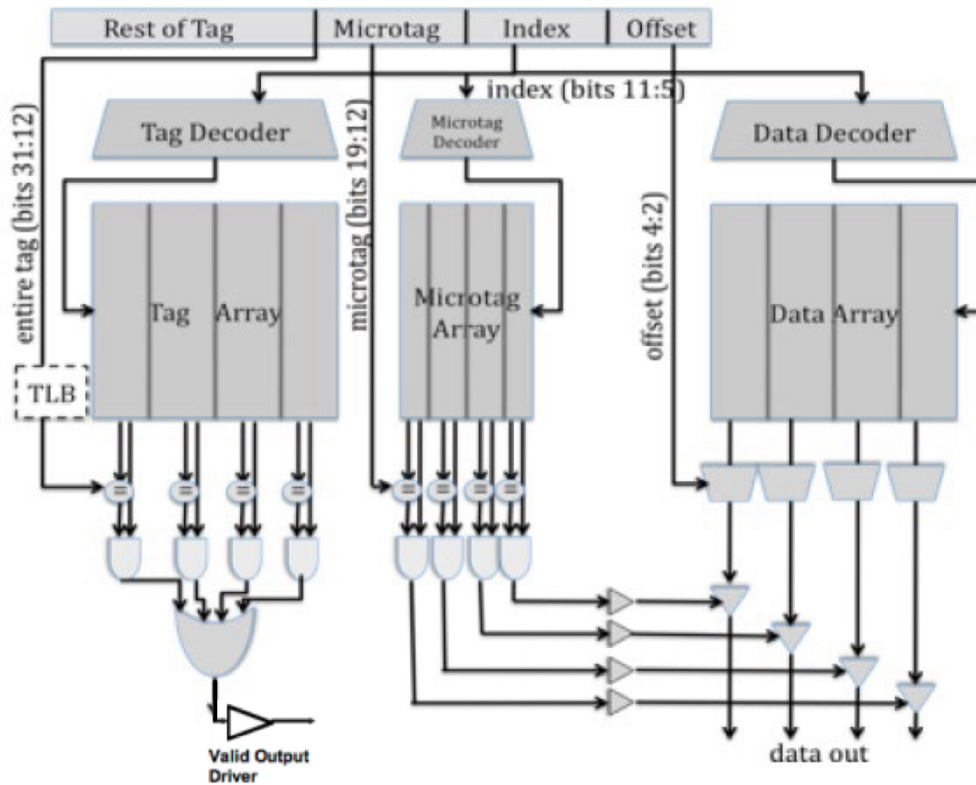 Rest of Tag
Microtag
Index
Offset
index (bits 11:5)
Tag Decoder
Microtag
Decoder
Data Decoder
entire tag (bits 31:12)
microtag (bits 19:12)
offset (bits 4:2)
Tag Array
Microtag
Array
Data Array
TLB
=
=
=
=
=
=
=
=
Valid Output
Driver
data out